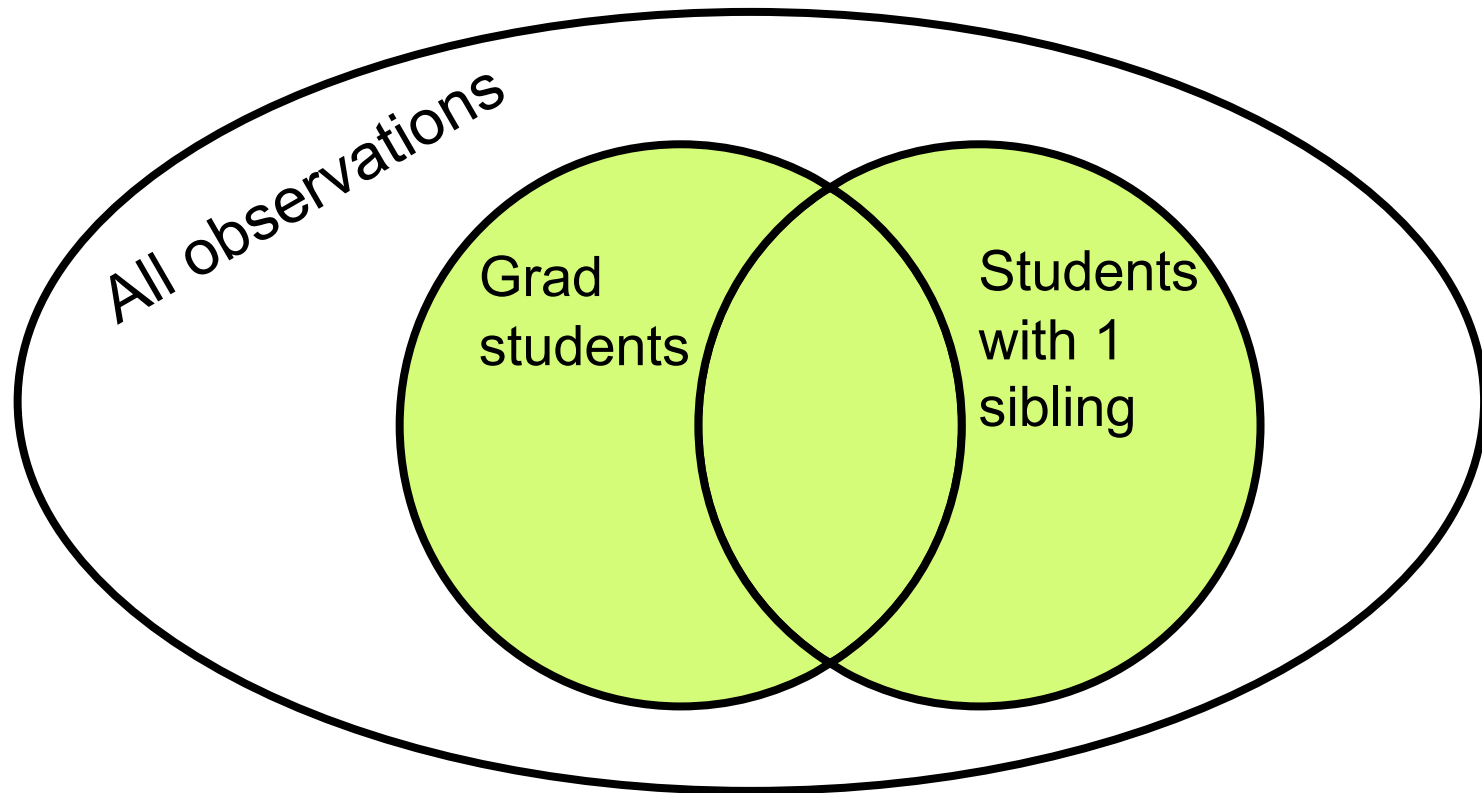 All observations
Grad
students
Students
with 1
sibling